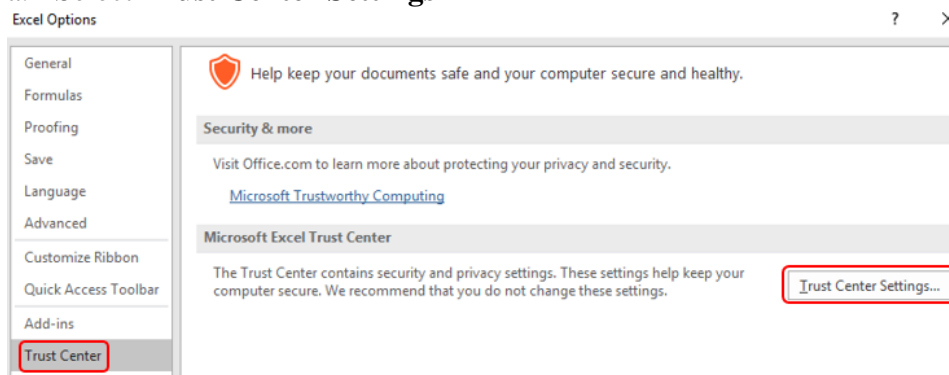 Excel Options
?
General
Formulas
Proofing
Save
Language
Advanced
Customize Ribbon
Quick Access Toolbar
Add-ins
Trust Center
Help keep your documents safe and your computer secure and healthy.
Security & more
Visit Office.com to learn more about protecting your privacy and security.
Microsoft Trustworthy Computing
Microsoft Excel Trust Center
The Trust Center contains security and privacy settings. These settings help keep your
computer secure. We recommend that you do not change these settings.
Trust Center Settings...